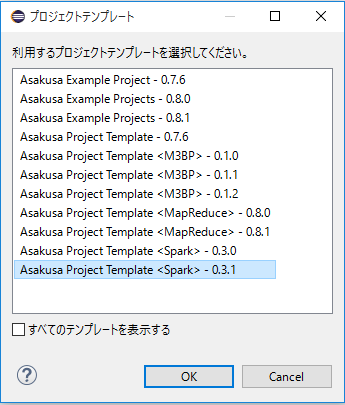 プロジェクトテンプレート
利用するプロジェクトテンプレートを選択してください。
Asakusa Example Project - 0.7.6
Asakusa Example Projects - 0.8.0
Asakusa Example Projects - 0.8.1
Asakusa Project Template - 0.7.6
Asakusa Project Template <M3BP> - 0.1.0
Asakusa Project Template <M3BP> - 0.1.1
Asakusa Project Template <M3BP> - 0.1.2
Asakusa Project Template <MapReduce> - 0.8.0
Asakusa Project Template <MapReduce> - 0.8.1
Asakusa Project Template <Spark> - 0.3.0
Asakusa Project Template <Spark> - 0.3.1
すべてのテンプレートを表示する
?
OK
Cancel